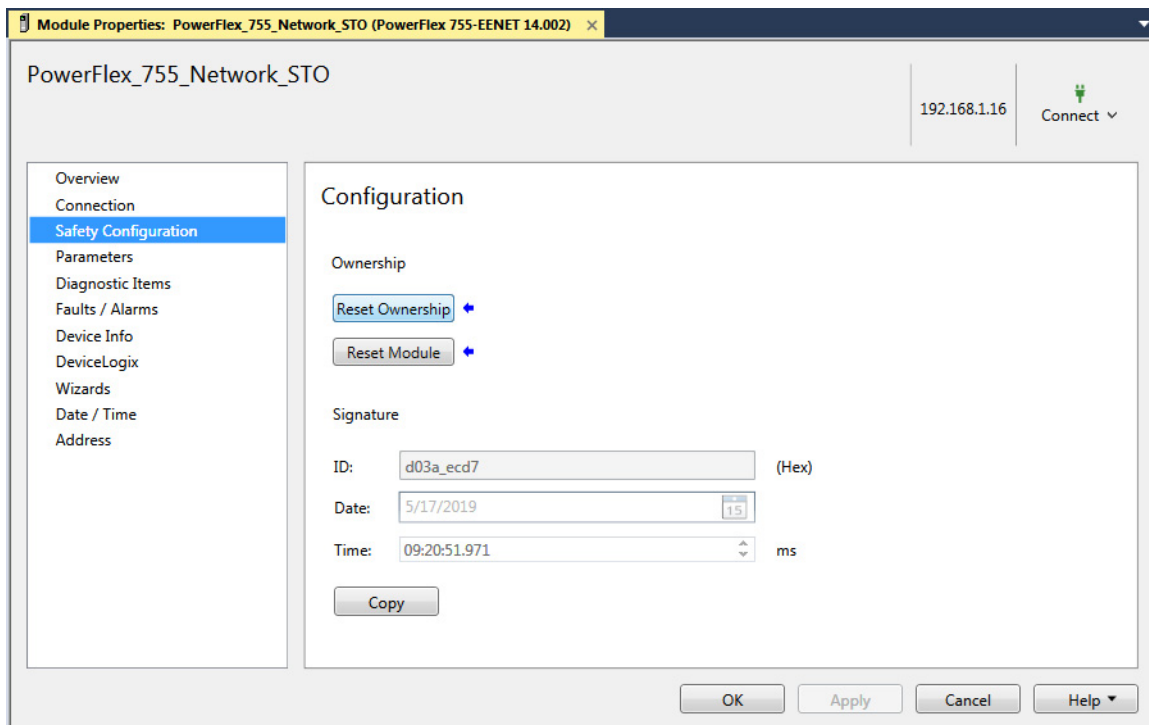 Module Properties: PowerFlex_755_Network_STO (PowerFlex 755-EENET 14.002)
PowerFlex_755_Network_STO
192.168.1.16
Connect
Overview
Connection
Safety Configuration
Parameters
Diagnostic Items
Faults / Alarms
Device Info
DeviceLogix
Wizards
Date / Time
Address
Configuration
Ownership
Reset Ownership
Reset Module
Signature
ID: d03a_ecd7 (Hex)
Date: 5/17/2019 15
Time: 09:20:51.971 ms
Copy
OK Apply Cancel Help